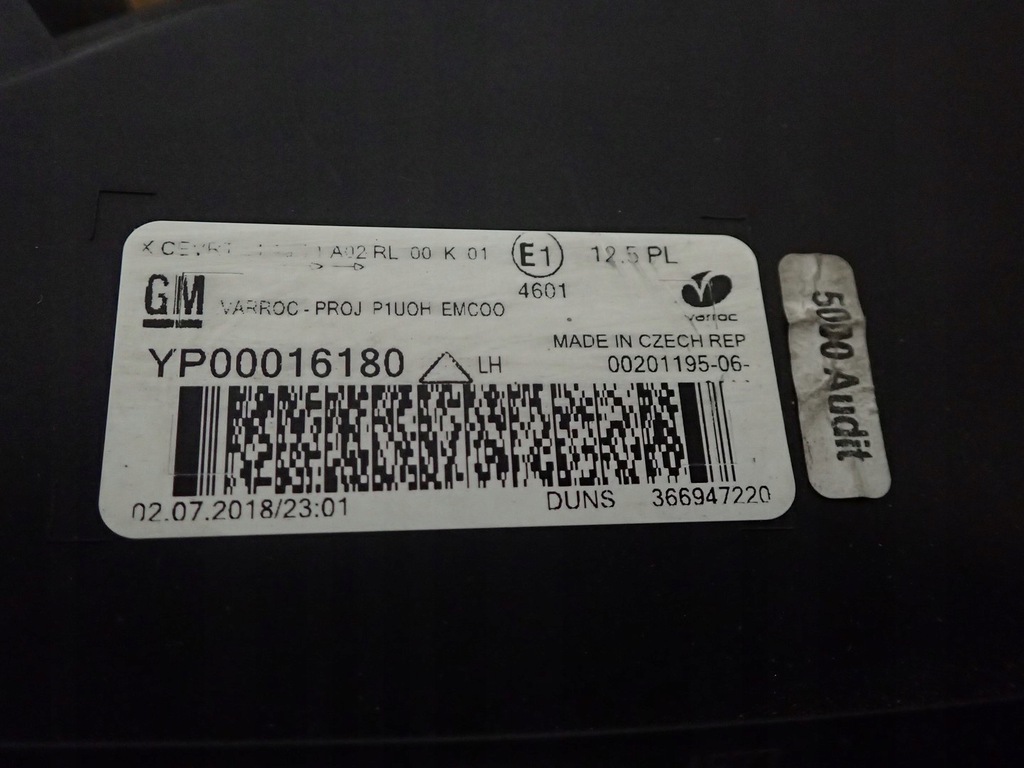 A02 RL 00 K 01 E1 12.5 PL
4601
GM VARROC - PROJ P1UOH EMC00
varroc
MADE IN CZECH REP
YP00016180 LH 00201195-06-
02.07.2018/23:01 DUNS 366947220
5000 Audit